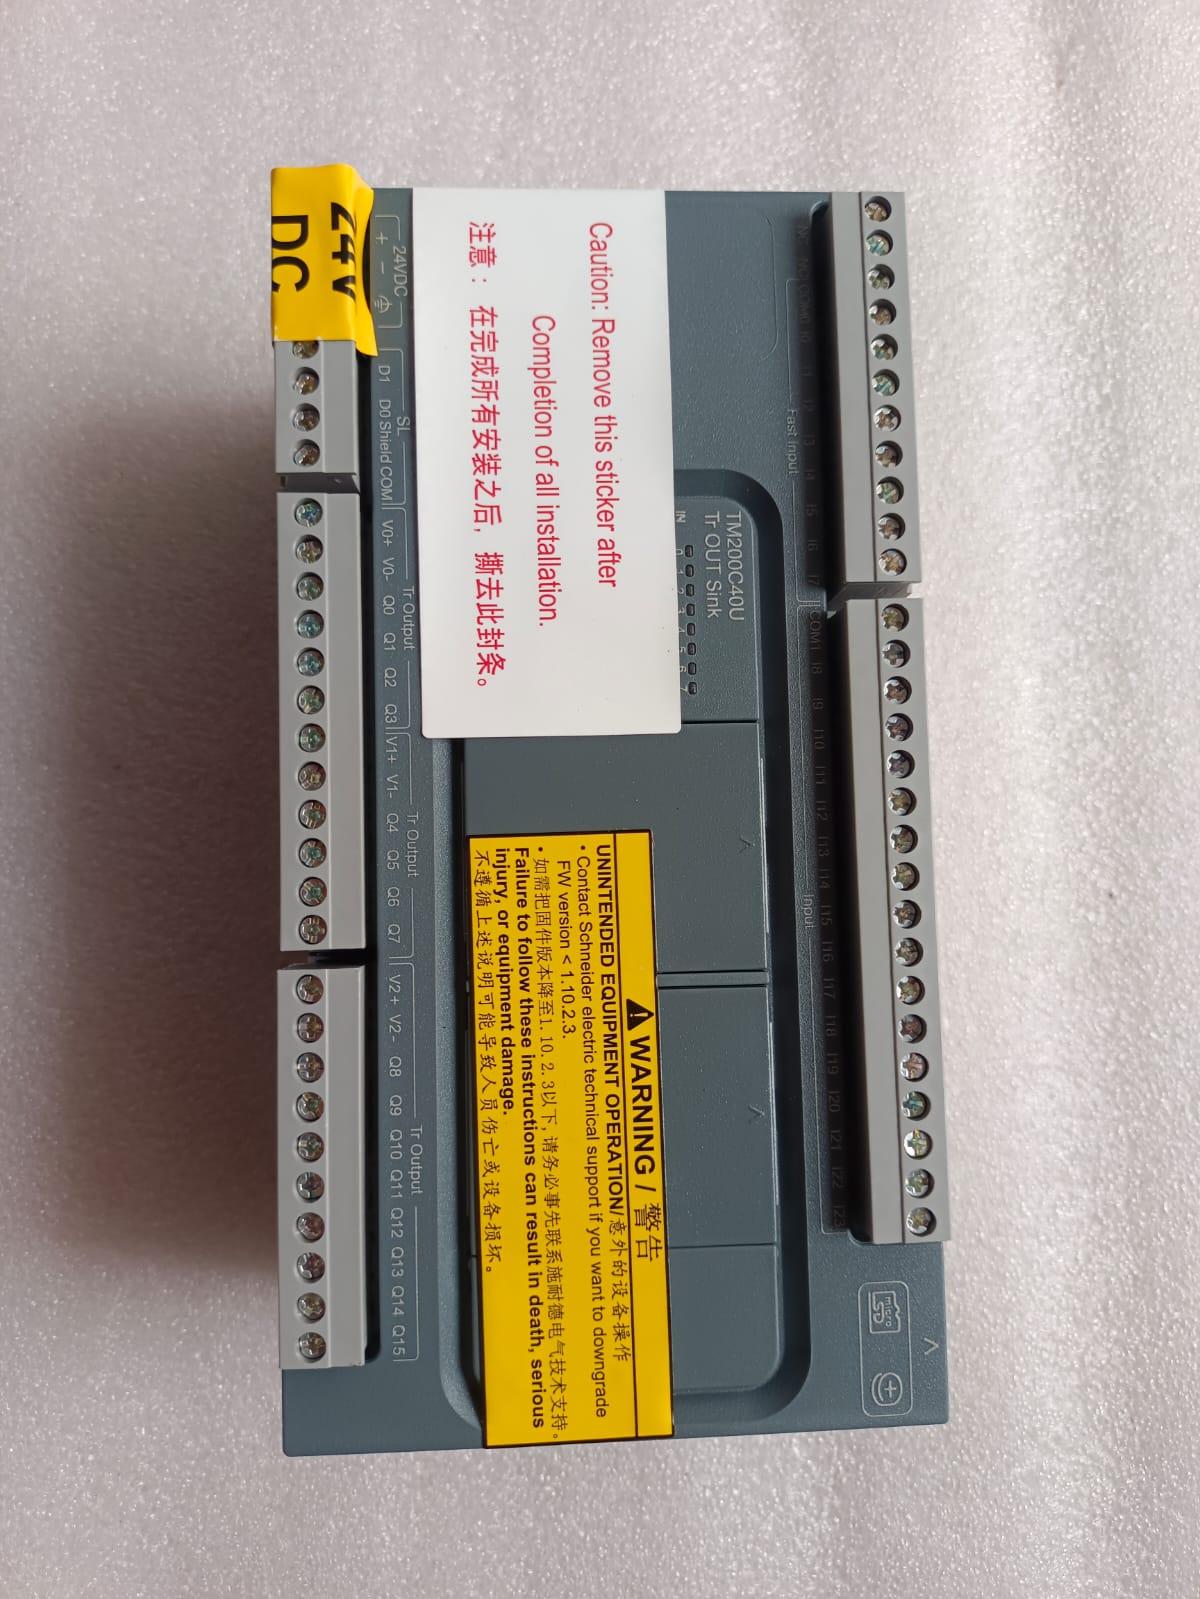 24V
DC
24VDC
+ −
D1 D0 Shield COM
SL
V0+ V0- Q0 Q1 Q2 Q3
Tr Output
V1+ V1- Q4 Q5 Q6 Q7
Tr Output
V2+ V2- Q8 Q9 Q10 Q11 Q12 Q13 Q14 Q15
Tr Output
Caution: Remove this sticker after
Completion of all installation.
注意： 在完成所有安装之后， 撕去此封条。
TM200C40U
Tr OUT Sink
IN
0 1 2 3 4 5 6 7
WARNING / 警告
UNINTENDED EQUIPMENT OPERATION/意外的设备操作
• Contact Schneider electric technical support if you want to downgrade
FW version < 1.10.2.3.
• 如需把固件版本降至1.10.2.3以下,请务必事先联系施耐德电气技术支持。
Failure to follow these instructions can result in death, serious
injury, or equipment damage.
不遵循上述说明可能导致人员伤亡或设备损坏。
NC NC COM0 I0 I1 I2 I3 I4 I5 I6 I7
Fast Input
COM1 I8 I9 I10 I11 I12 I13 I14 I15 I16 I17 I18 I19 I20 I21 I22 I23
Input
micro
SD